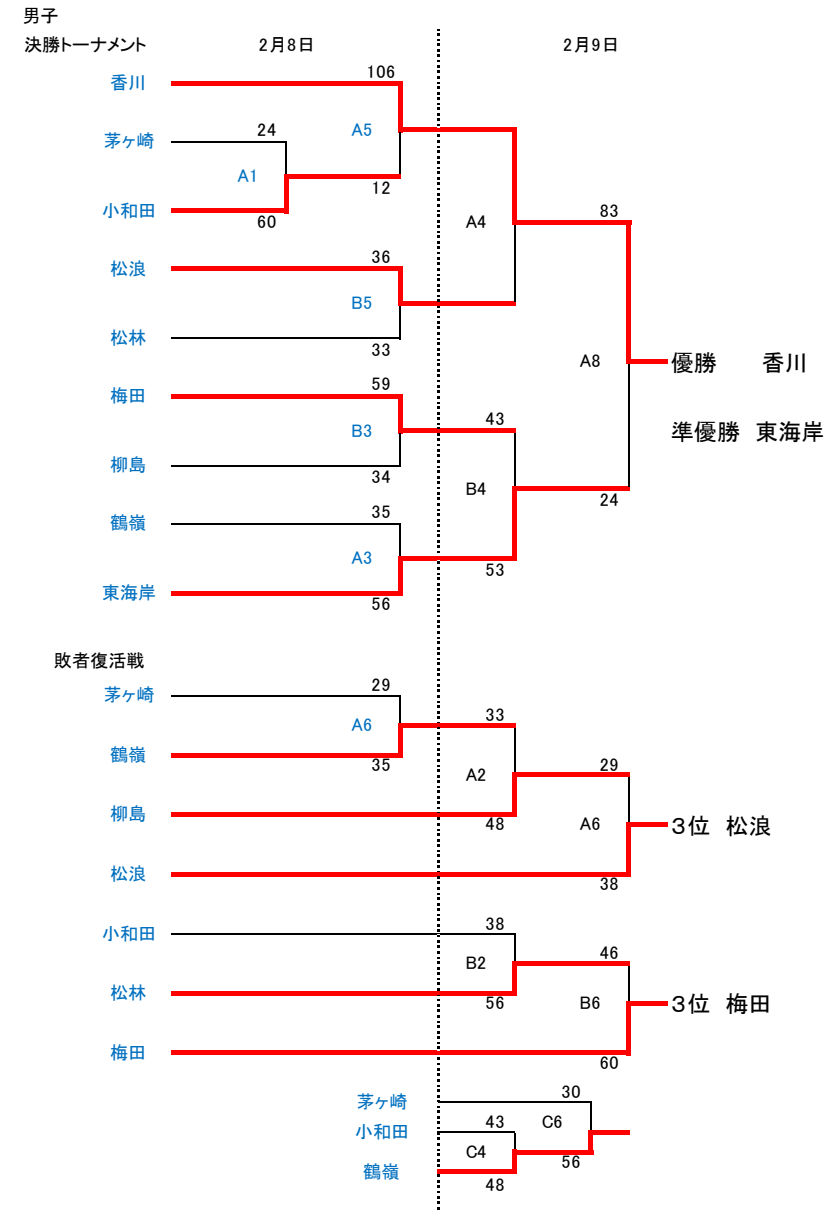 男子
決勝トーナメント 2月8日 2月9日
106
香川
24 A5
茅ヶ崎
A1
12
小和田 83
60 A4
36
松浪
B5
松林
33
A8
優勝 香川
59
梅田
43
B3 準優勝 東海岸
柳島
34
B4
24
35
鶴嶺
A3
53
東海岸
56
敗者復活戦
29
茅ヶ崎
33
A6
鶴嶺
35 29
A2
柳島
48 A6 3位 松浪
松浪
38
38
小和田
46
B2
松林
56 B6 3位 梅田
梅田
60
30
茅ヶ崎
43 C6
小和田
C4
56
鶴嶺
48